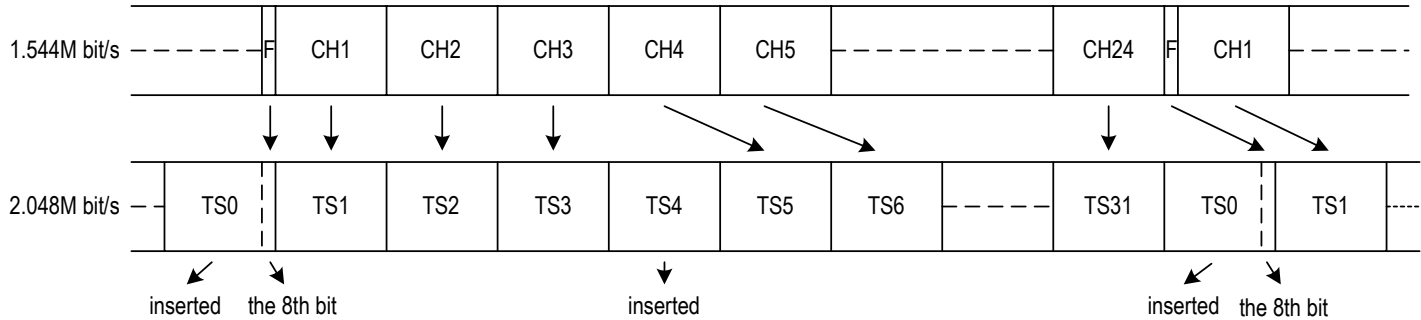 1.544M bit/s F CH1 CH2 CH3 CH4 CH5 CH24 F CH1
2.048M bit/s TS0 TS1 TS2 TS3 TS4 TS5 TS6 TS31 TS0 TS1
inserted the 8th bit inserted inserted the 8th bit